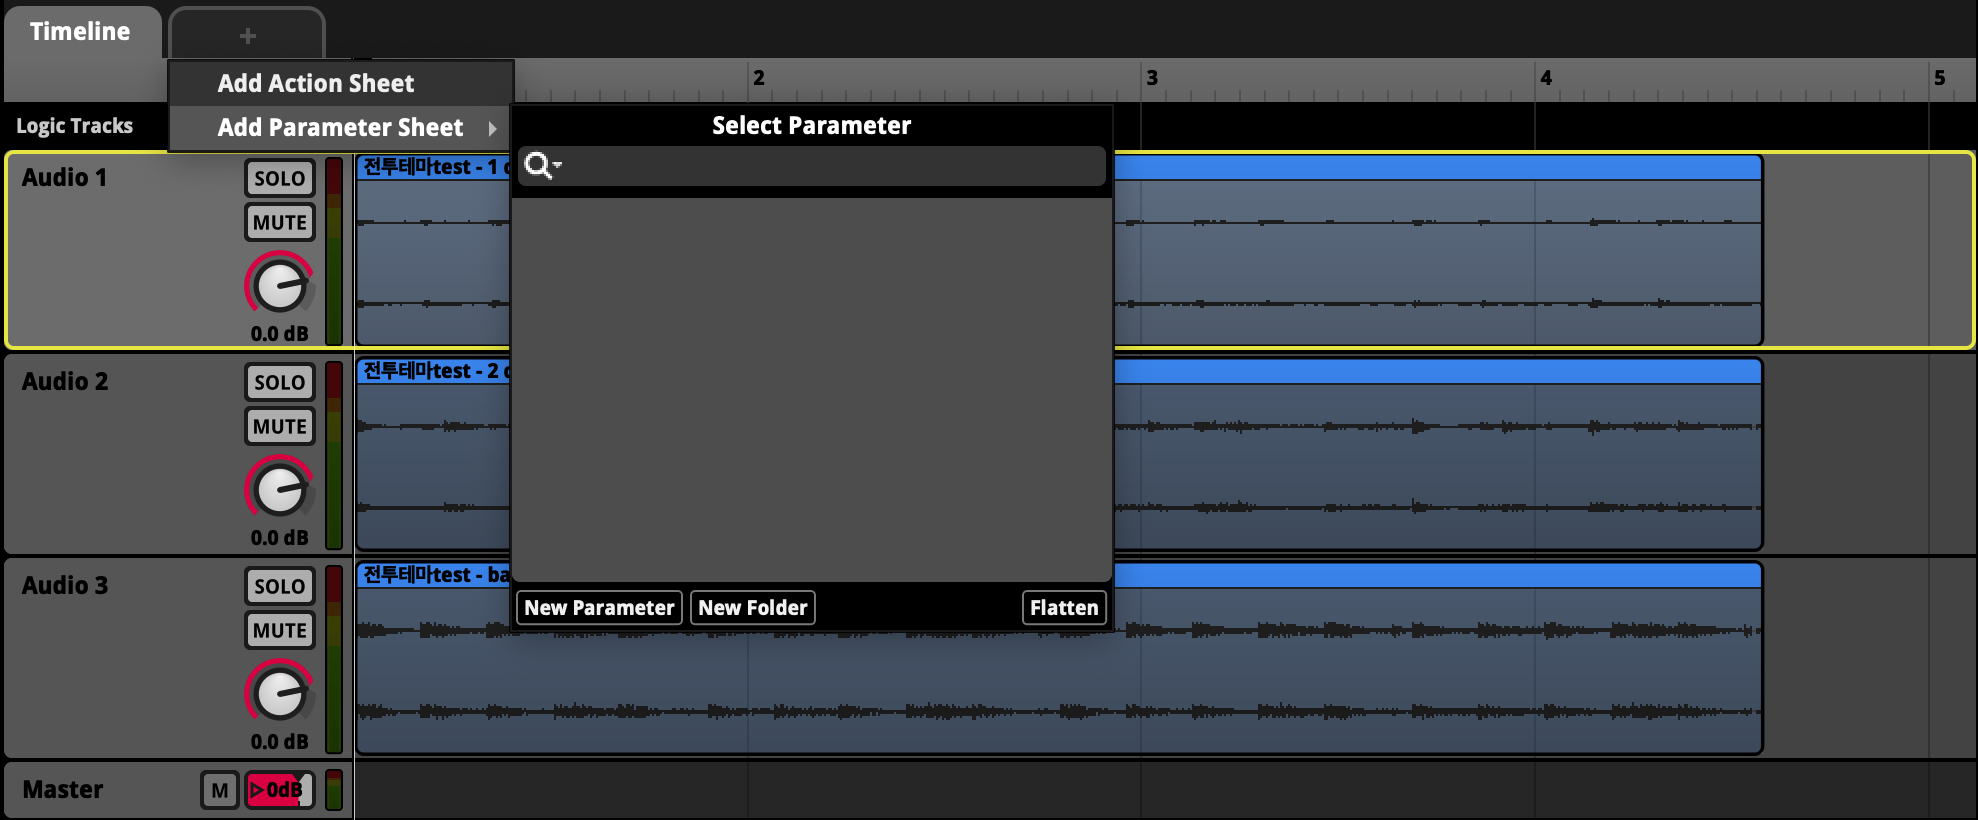 Timeline
+
Add Action Sheet
Add Parameter Sheet
2
3
4
5
Logic Tracks
Select Parameter
Audio 1
SOLO
MUTE
0.0 dB
전투테마test - 1
Audio 2
SOLO
MUTE
0.0 dB
전투테마test - 2
Audio 3
SOLO
MUTE
0.0 dB
전투테마test - ba
New Parameter
New Folder
Flatten
Master
M
0dB